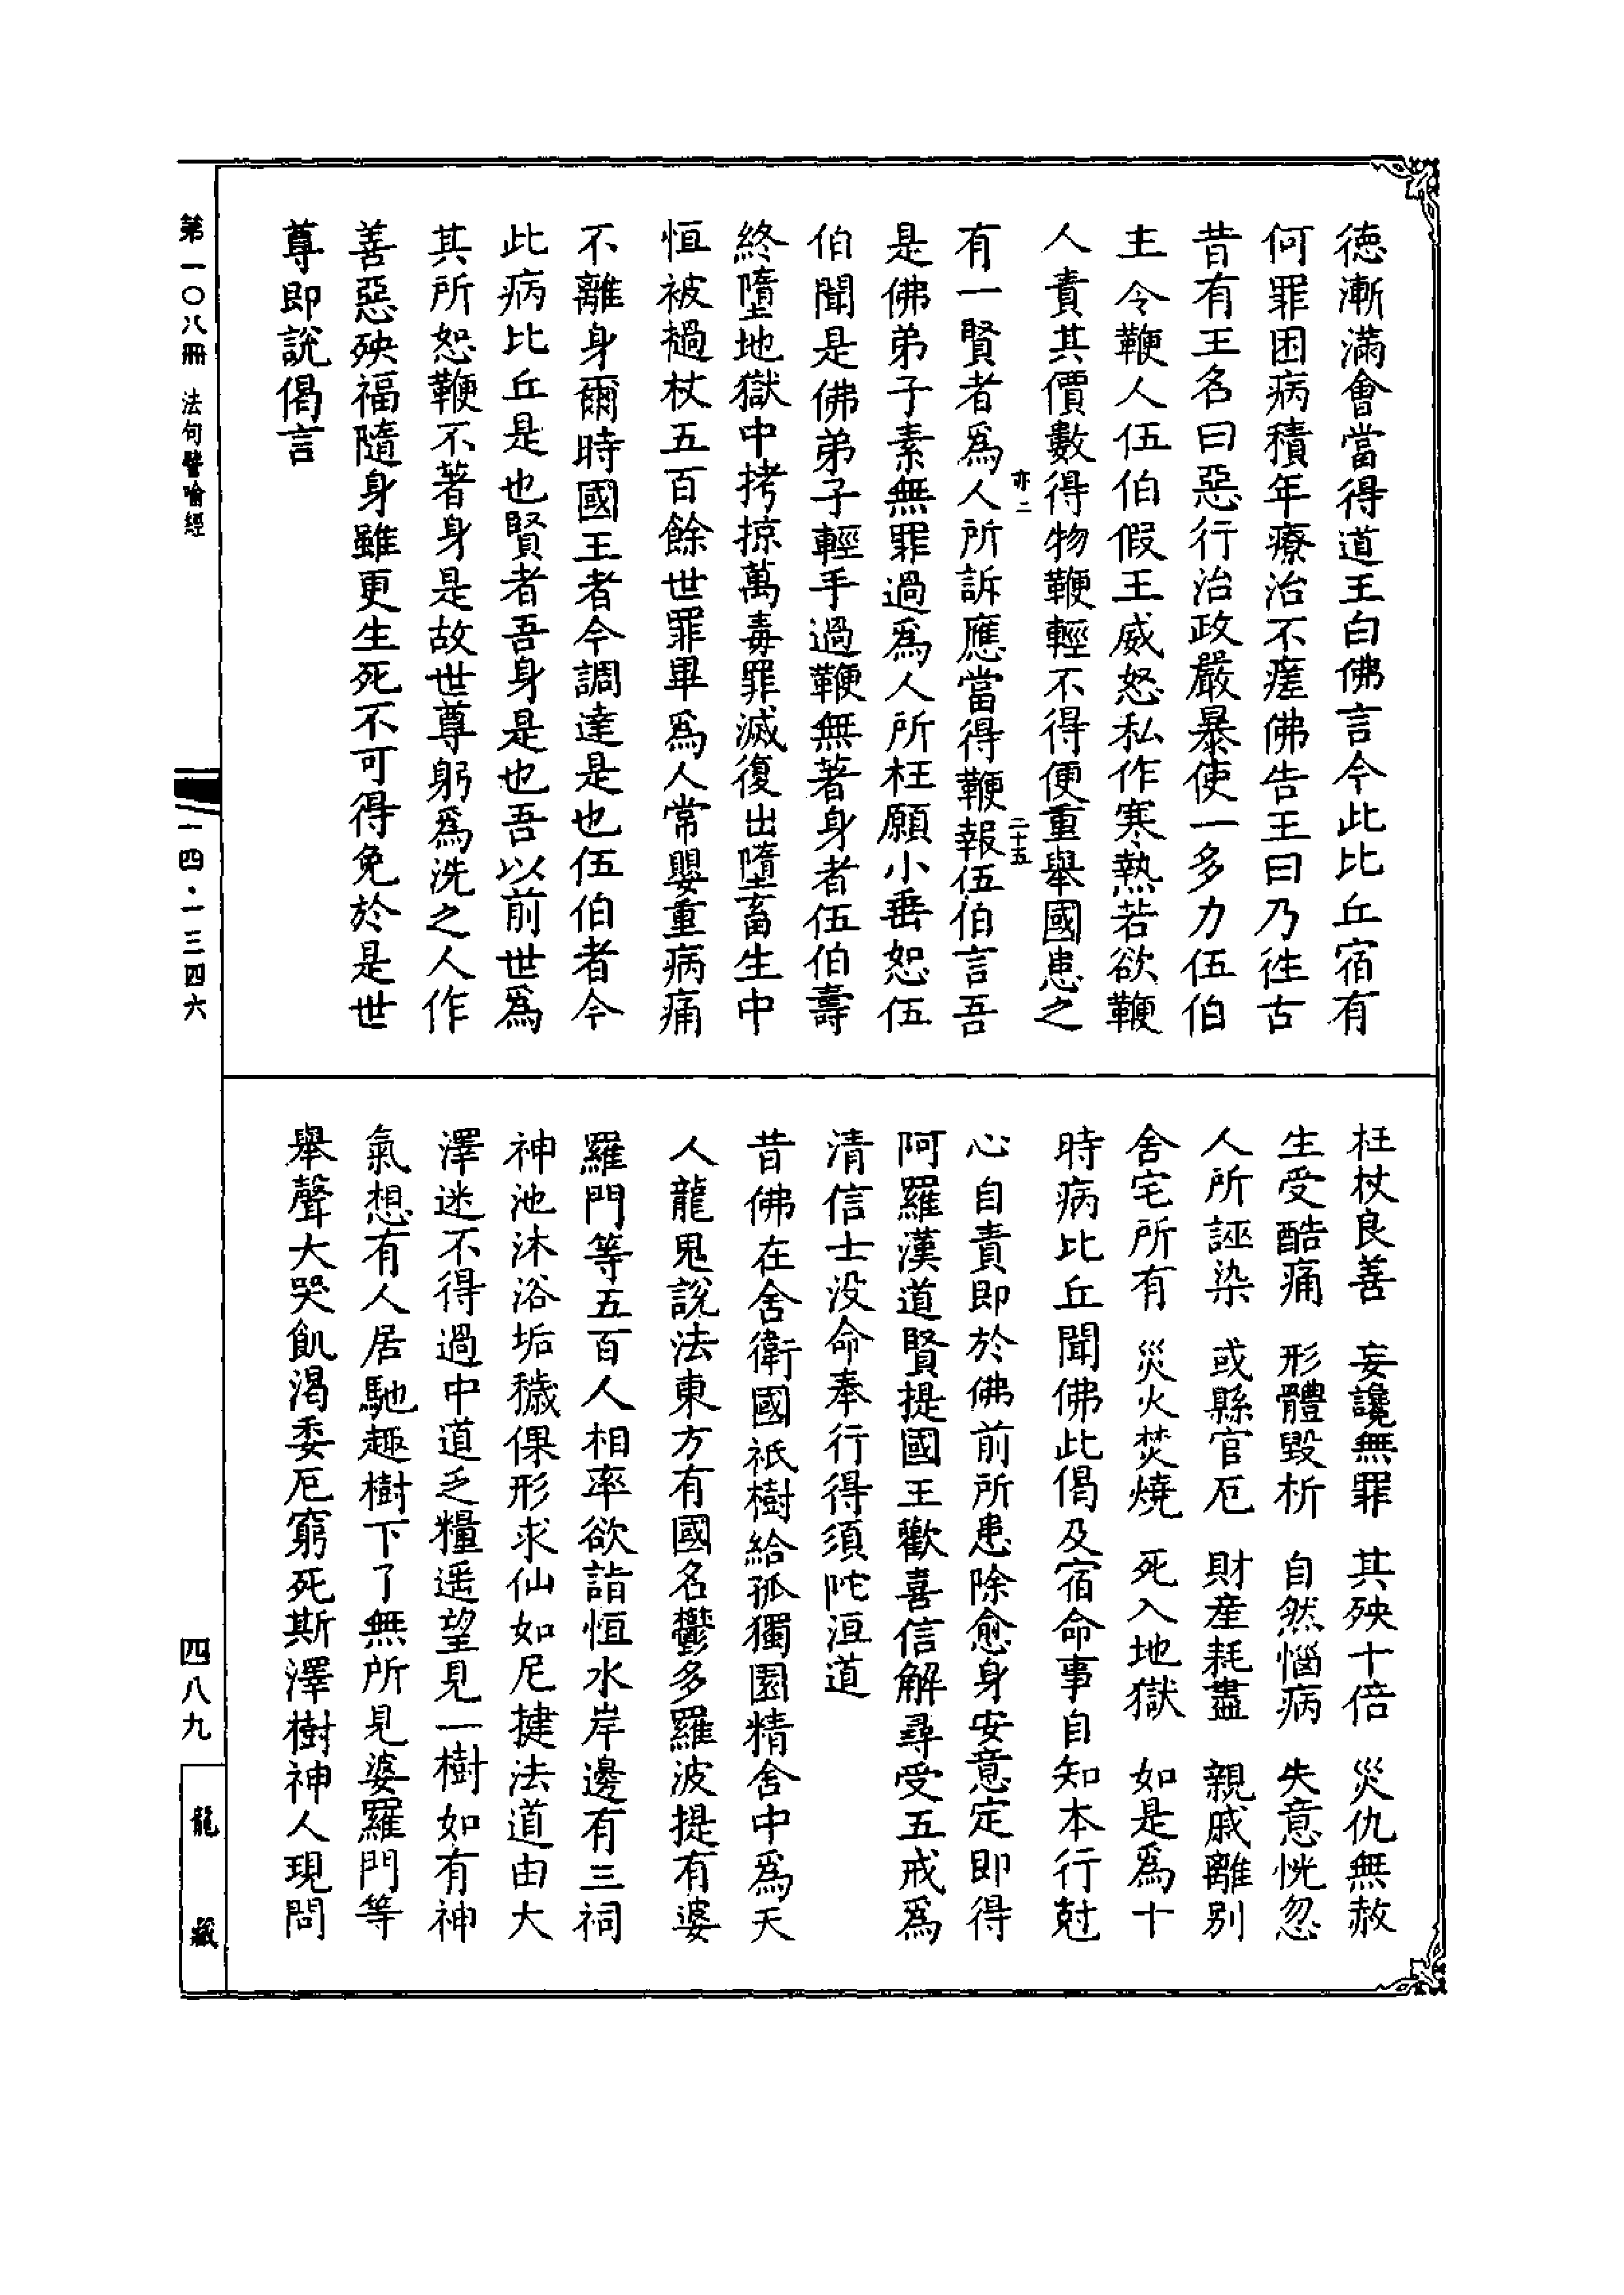 德漸滿會當得道王白佛言今此比丘宿有
何罪困病積年療治不瘥佛告王曰乃徃古
昔有王名曰惡行治政嚴暴使一多力伍伯
主令鞭人伍伯假王威怒私作寒熱若欲鞭
人責其價數得物鞭輕不得便重舉國患之
亦二
二十五
有一賢者爲人所訴應當得鞭報伍伯言吾
是佛弟子素無罪過爲人所枉願小垂恕伍
伯聞是佛弟子輕手過鞭無著身者伍伯壽
終墮地獄中拷掠萬毒罪滅復出墮畜生中
恒被撾杖五百餘世罪畢爲人常嬰重病痛
不離身爾時國王者今調達是也伍伯者今
此病比丘是也賢者吾身是也吾以前世爲
其所恕鞭不著身是故世尊躬爲洗之人作
善惡殃福隨身雖更生死不可得免於是世
尊即說偈言
枉杖良善　妄讒無罪　其殃十倍　災仇無赦
生受酷痛　形體毀析　自然惱病　失意恍忽
人所誣染　或縣官厄　財產耗盡　親戚離別
舍宅所有　災火焚燒　死入地獄　如是爲十
時病比丘聞佛此偈及宿命事自知本行尅
心自責即於佛前所患除愈身安意定即得
阿羅漢道賢提國王歡喜信解尋受五戒爲
清信士没命奉行得須陀洹道
昔佛在舍衛國祇樹給孤獨園精舍中爲天
人龍鬼說法東方有國名鬱多羅波提有婆
羅門等五百人相率欲詣恒水岸邊有三祠
神池沐浴垢穢倮形求仙如尼揵法道由大
澤迷不得過中道乏糧遥望見一樹如有神
氣想有人居馳趣樹下了無所見婆羅門等
舉聲大哭飢渴委厄窮死斯澤樹神人現問
第一〇八冊　法句譬喻經
一四·一三四六
四八九
龍藏